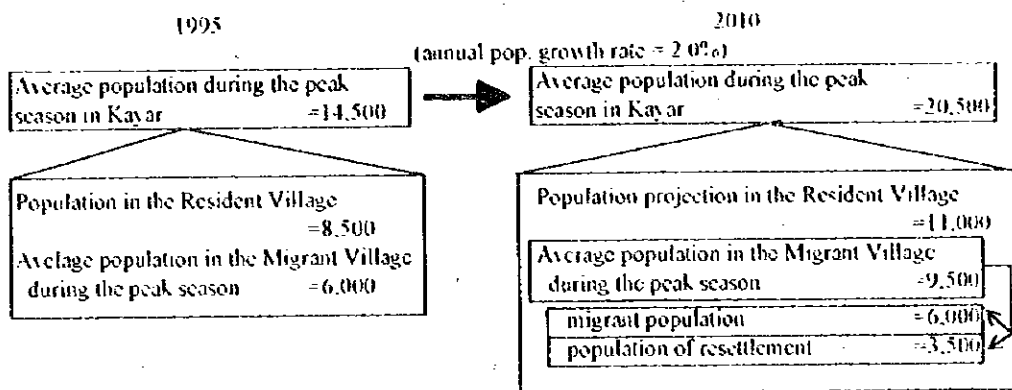 1995
2010
(annual pop. growth rate = 2.0%)
Average population during the peak
season in Kayar =14,500
Average population during the peak
season in Kayar =20,500
Population in the Resident Village
=8,500
Average population in the Migrant Village
during the peak season =6,000
Population projection in the Resident Village
=11,000
Average population in the Migrant Village
during the peak season =9,500
migrant population =6,000
population of resettlement =3,500